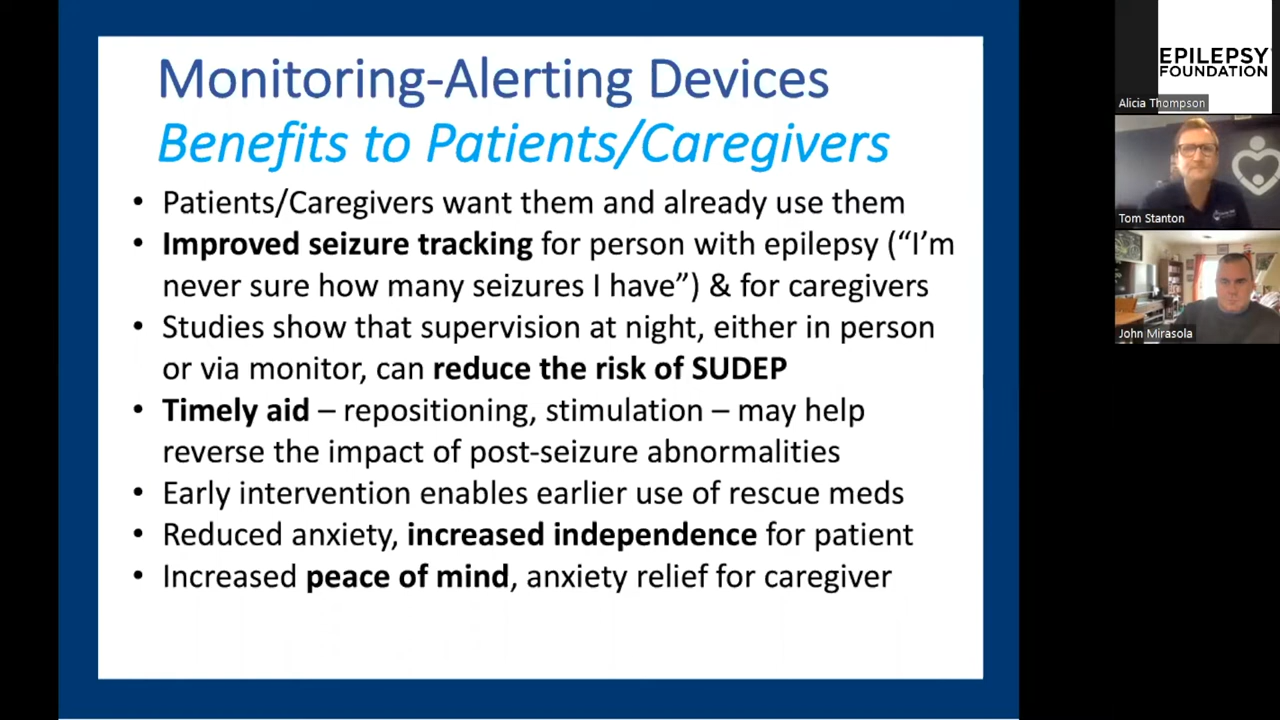 Monitoring-Alerting Devices
Benefits to Patients/Caregivers
• Patients/Caregivers want them and already use them
• Improved seizure tracking for person with epilepsy (“I’m
never sure how many seizures I have”) & for caregivers
• Studies show that supervision at night, either in person
or via monitor, can reduce the risk of SUDEP
• Timely aid – repositioning, stimulation – may help
reverse the impact of post-seizure abnormalities
• Early intervention enables earlier use of rescue meds
• Reduced anxiety, increased independence for patient
• Increased peace of mind, anxiety relief for caregiver
EPILEPSY
FOUNDATION
Alicia Thompson
Tom Stanton
John Mirasola